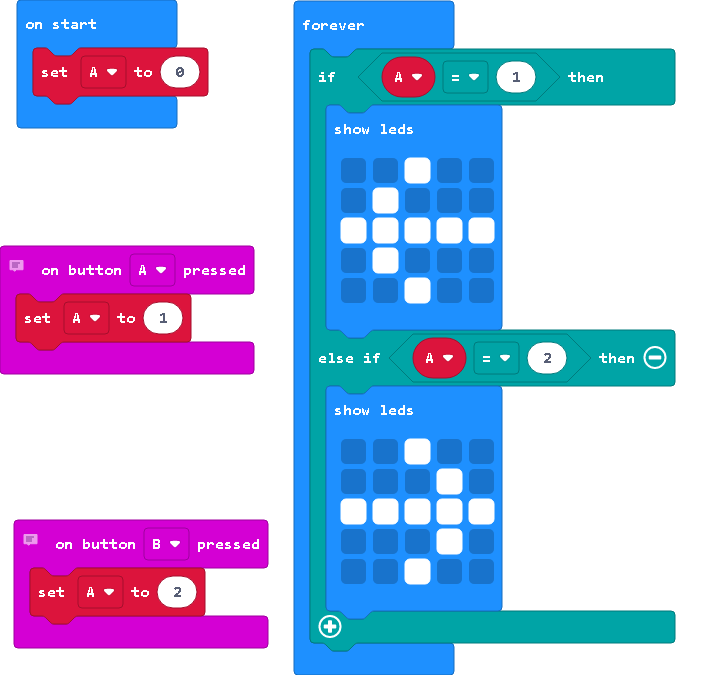 on start
set A to 0
on button A pressed
set A to 1
on button B pressed
set A to 2
forever
if A = 1 then
show leds
else if A = 2 then
show leds